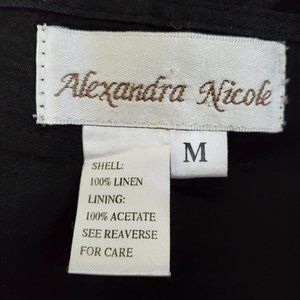 Alexandra Nicole
M
SHELL:
100% LINEN
LINING:
100% ACETATE
SEE REAVERSE
FOR CARE